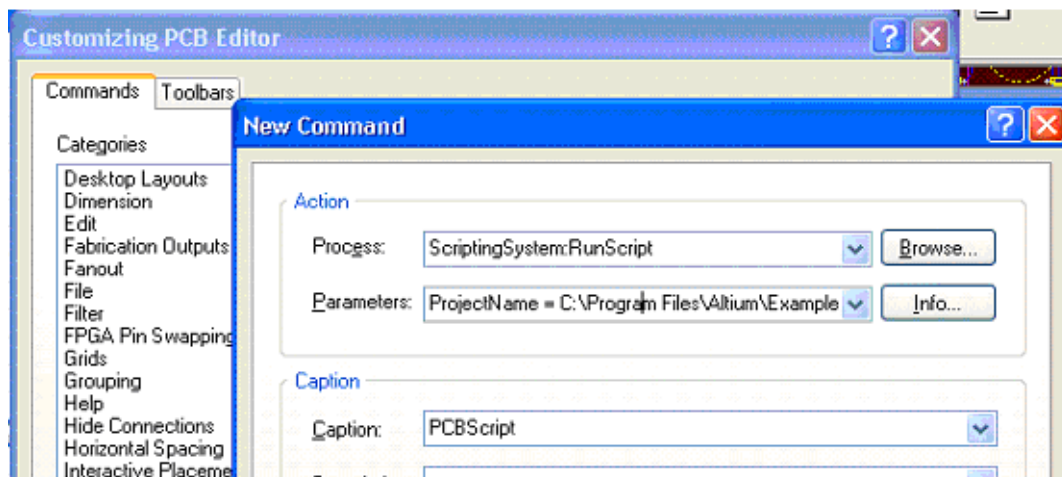 Customizing PCB Editor
Commands Toolbars
New Command
Categories
Desktop Layouts
Dimension
Edit
Fabrication Outputs
Fanout
File
Filter
FPGA Pin Swapping
Grids
Grouping
Help
Hide Connections
Horizontal Spacing
Interactive Placeme
Action
Process: ScriptingSystem:RunScript Browse...
Parameters: ProjectName = C:\Program Files\Altium\Example Info...
Caption
Caption: PCBScript